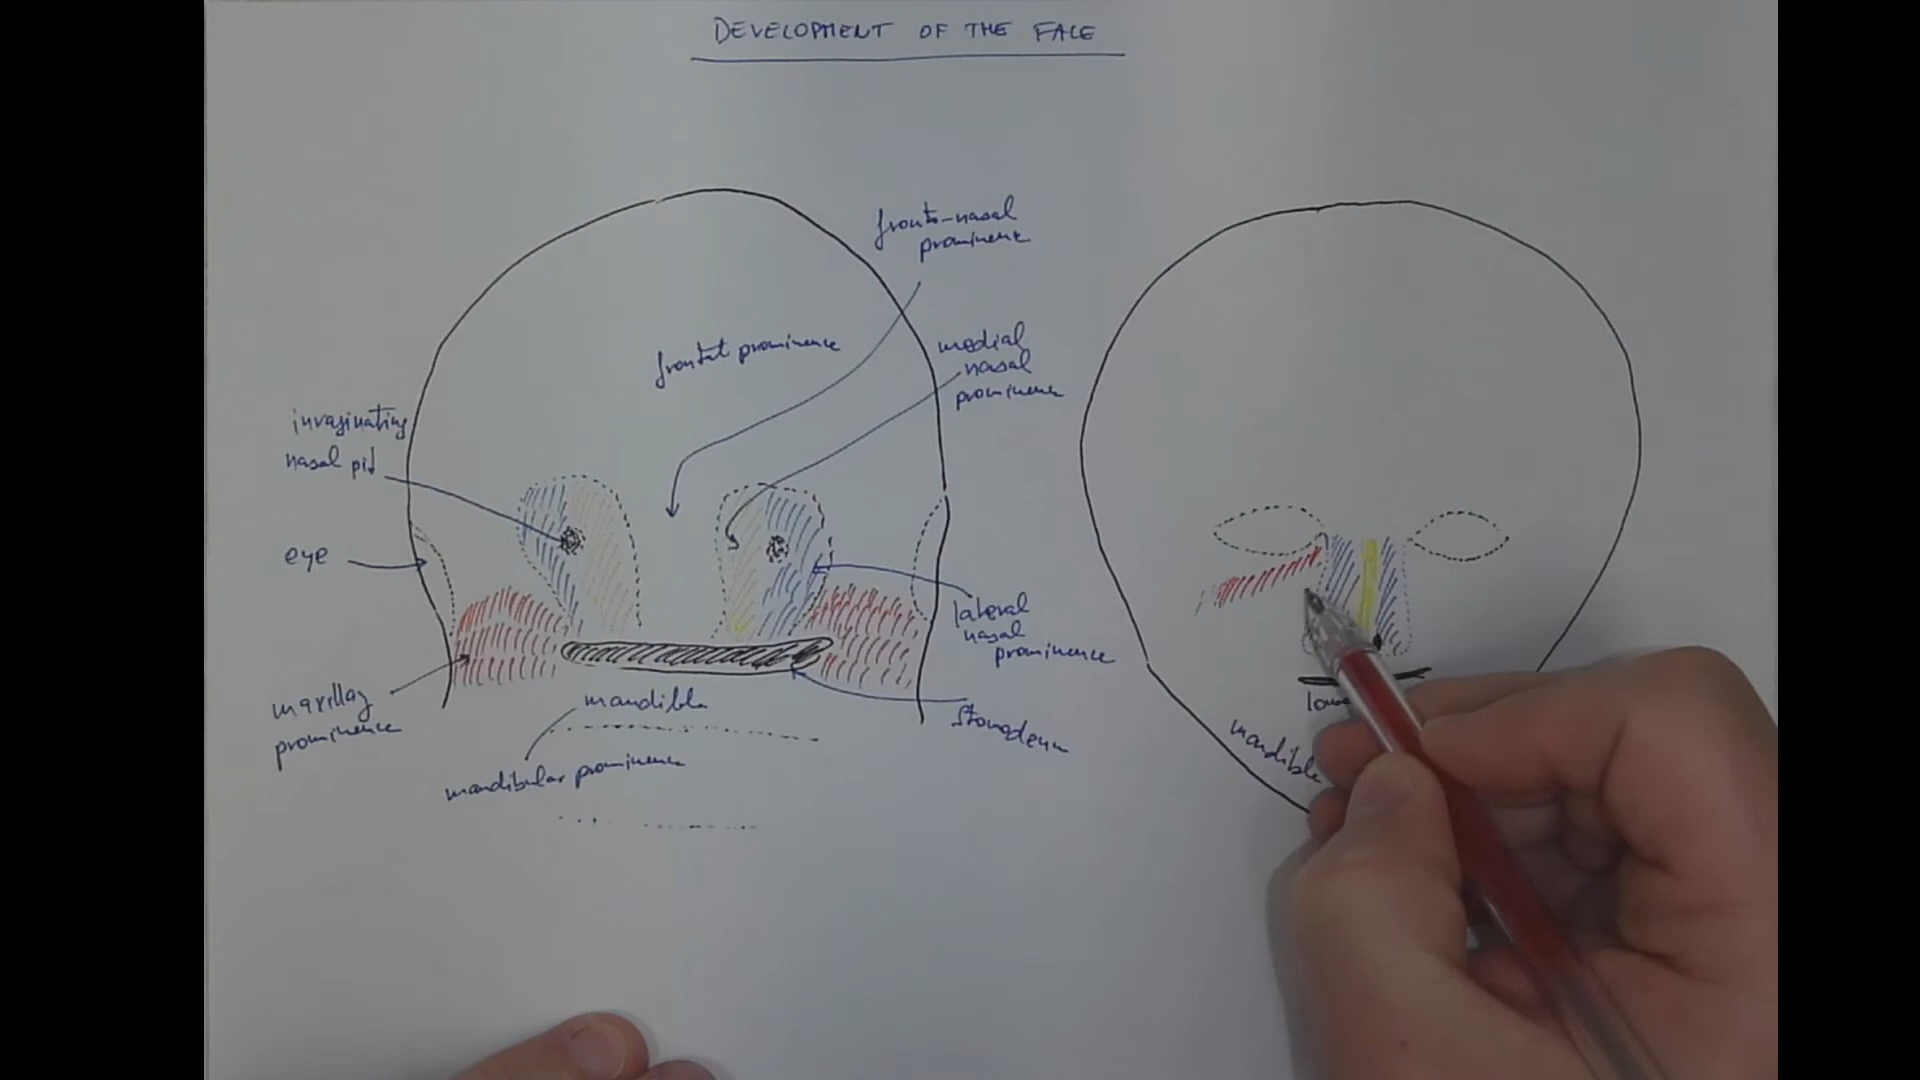 DEVELOPMENT OF THE FACE
fronto-nasal
prominence
frontal prominence
medial
nasal
prominence
invaginating
nasal pit
eye
lateral
nasal
prominence
maxillary
prominence
mandible
stomodeum
mandibular prominence
mandible